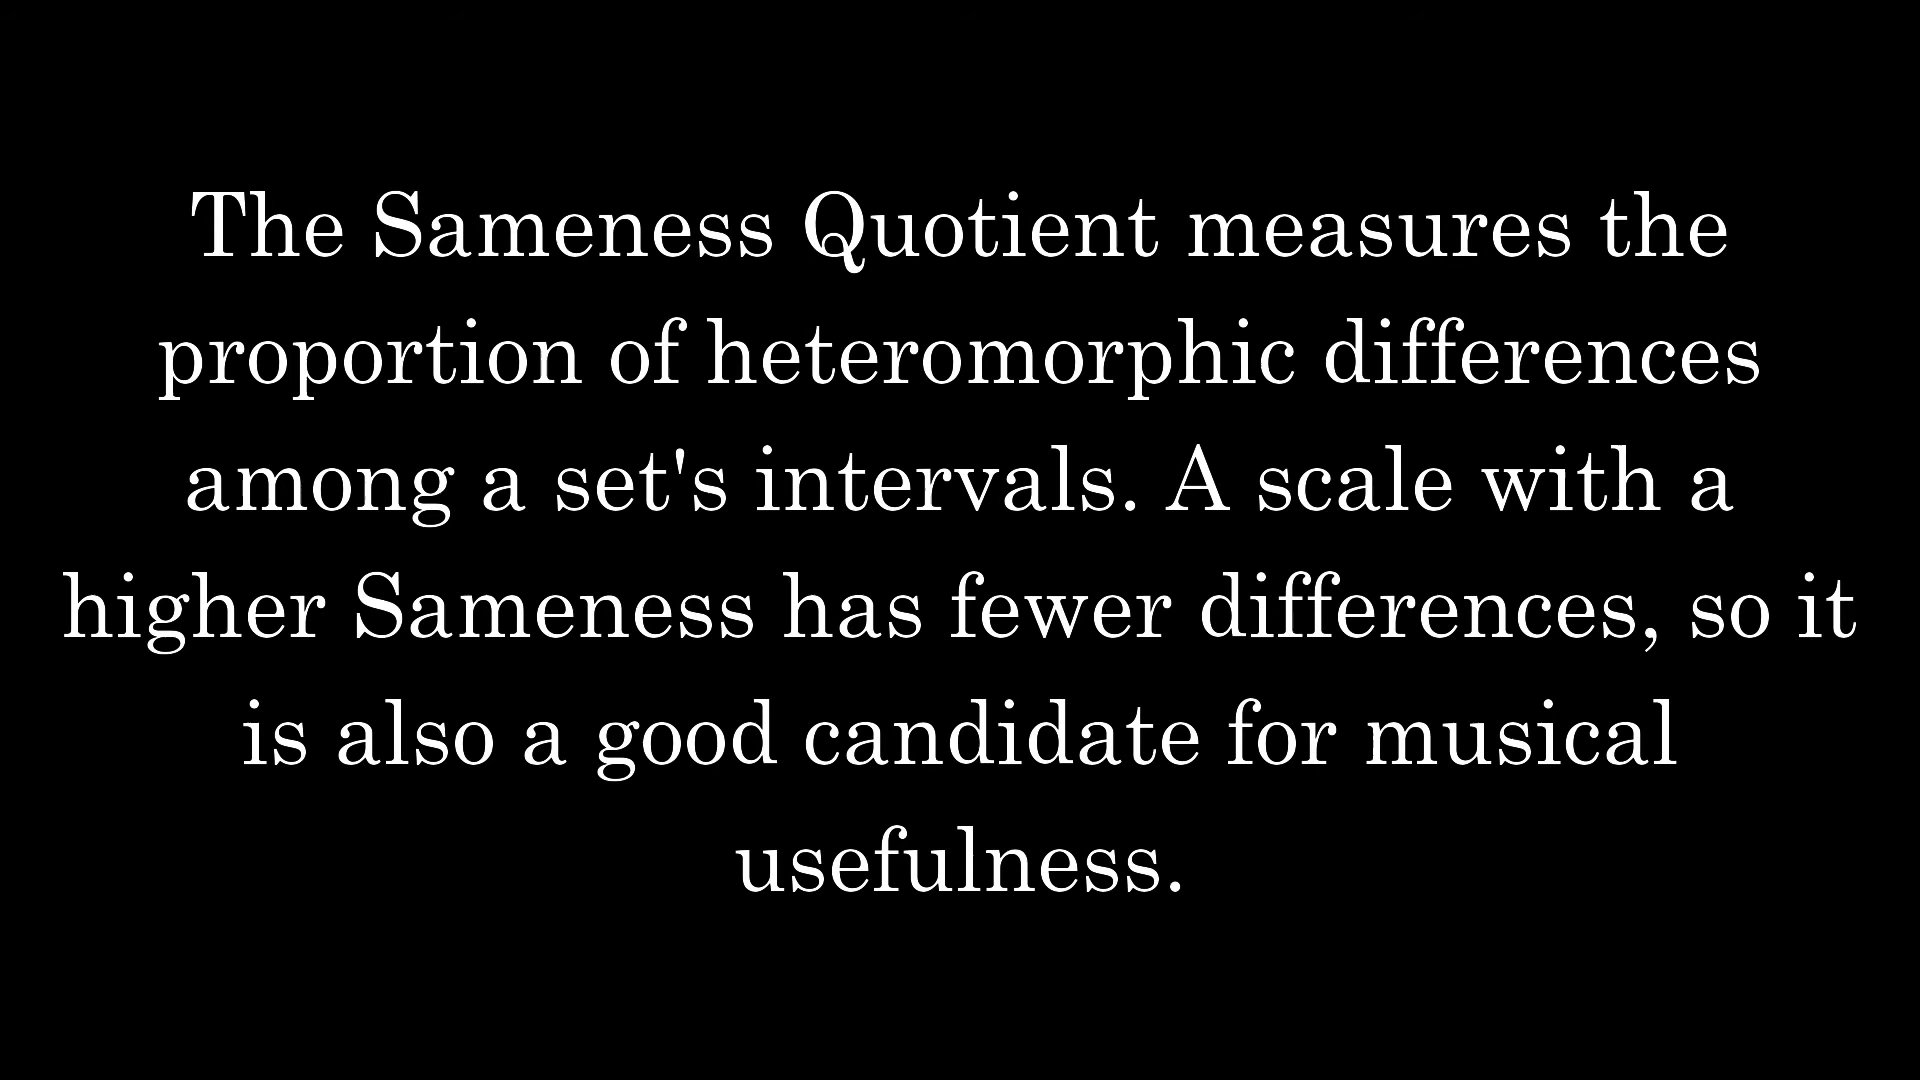 The Sameness Quotient measures the
proportion of heteromorphic differences
among a set's intervals. A scale with a
higher Sameness has fewer differences, so it
is also a good candidate for musical
usefulness.